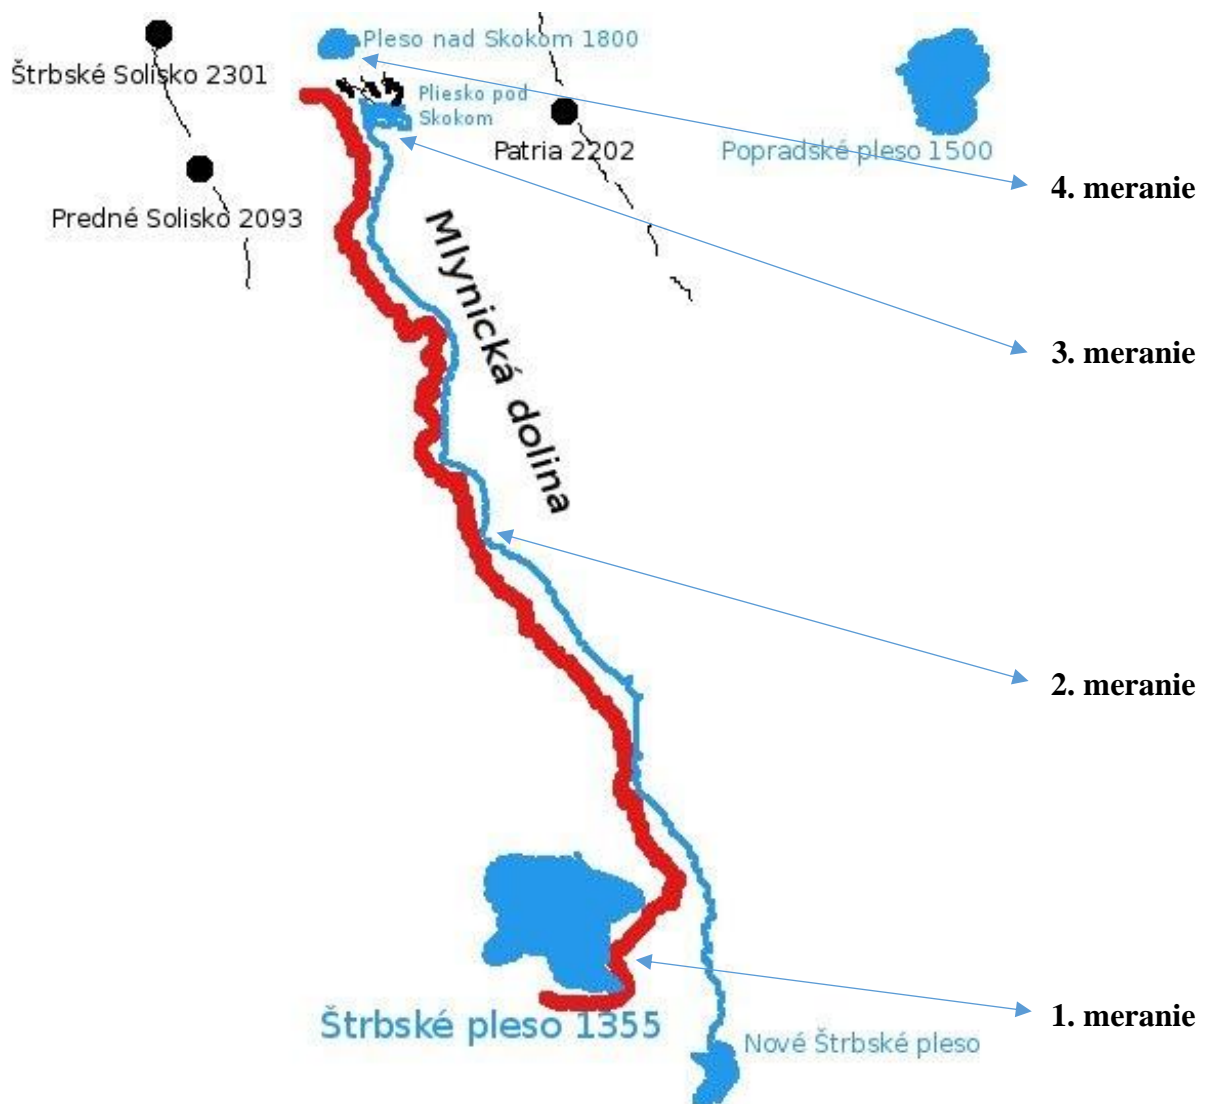 Pleso nad Skokom 1800
Štrbské Solisko 2301
Pliesko pod
Skokom
Patria 2202
Popradské pleso 1500
4. meranie
Predné Solisko 2093
Mlynická dolina
3. meranie
2. meranie
1. meranie
Štrbské pleso 1355
Nové Štrbské pleso